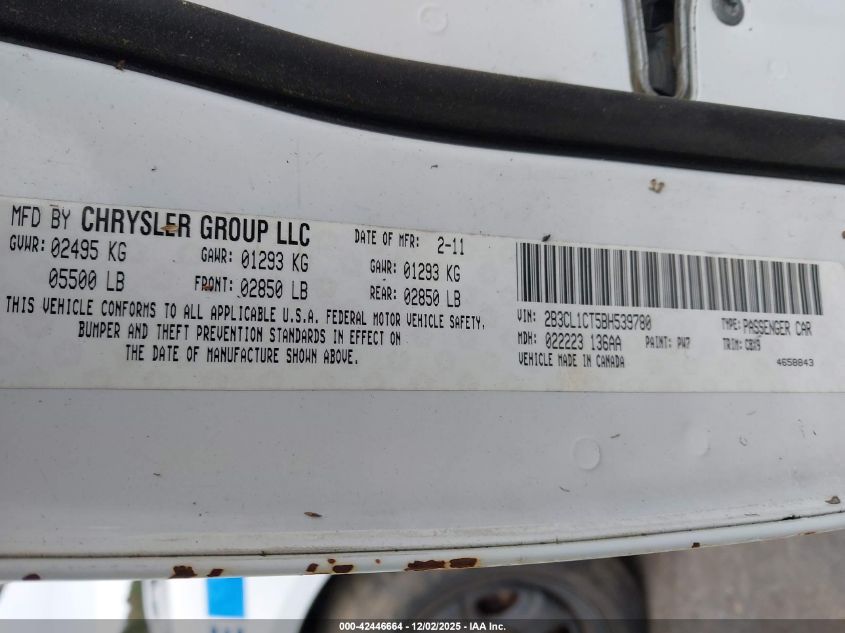 MFD BY CHRYSLER GROUP LLC
DATE OF MFR: 2-11
GVWR: 02495 KG
GAWR: 01293 KG
GAWR: 01293 KG
05500 LB
FRONT: 02850 LB
REAR: 02850 LB
THIS VEHICLE CONFORMS TO ALL APPLICABLE U.S.A. FEDERAL MOTOR VEHICLE SAFETY,
BUMPER AND THEFT PREVENTION STANDARDS IN EFFECT ON
THE DATE OF MANUFACTURE SHOWN ABOVE.
VIN: 2B3CL1CT5BH539780
TYPE: PASSENGER CAR
MDH: 022223 136AA
PAINT: PW7
TRIM: CBX9
VEHICLE MADE IN CANADA
4658843
000-42446664 - 12/02/2025 - IAA Inc.